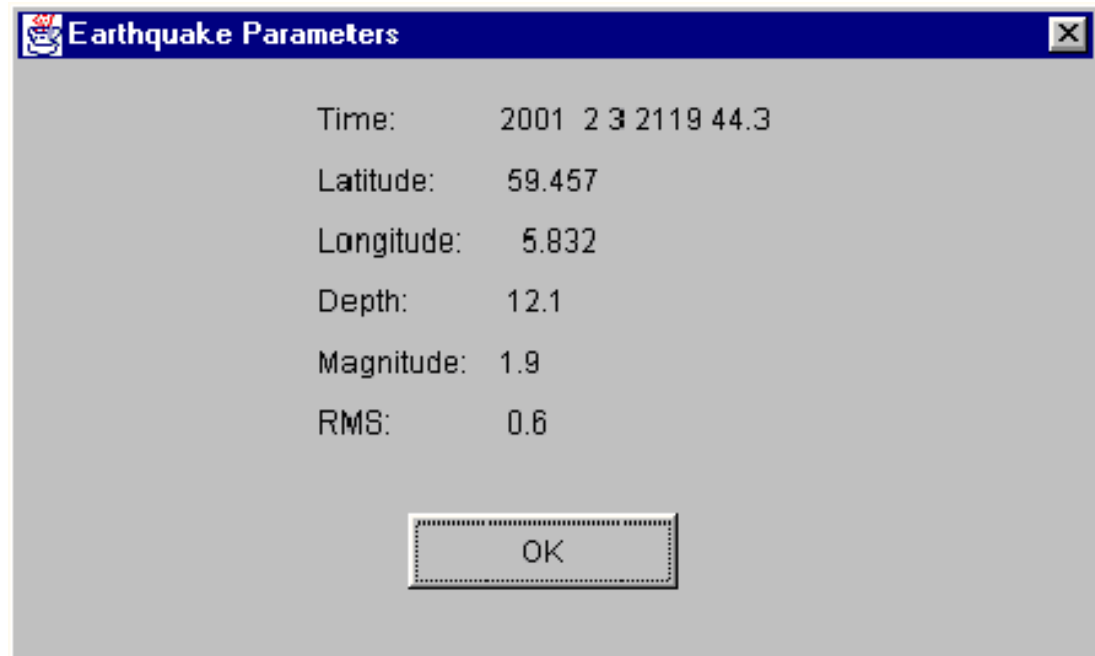 Earthquake Parameters
Time: 2001 2 3 2119 44.3
Latitude: 59.457
Longitude: 5.832
Depth: 12.1
Magnitude: 1.9
RMS: 0.6
OK